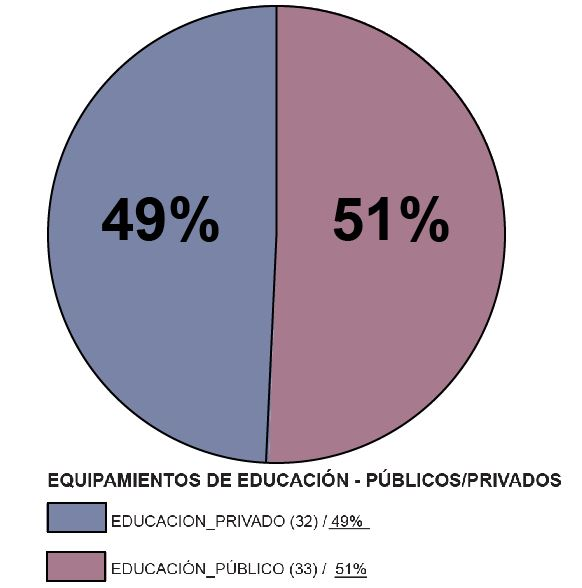 49%
51%
EQUIPAMIENTOS DE EDUCACIÓN - PÚBLICOS/PRIVADOS
EDUCACION_PRIVADO (32) / 49%
EDUCACIÓN_PÚBLICO (33) / 51%